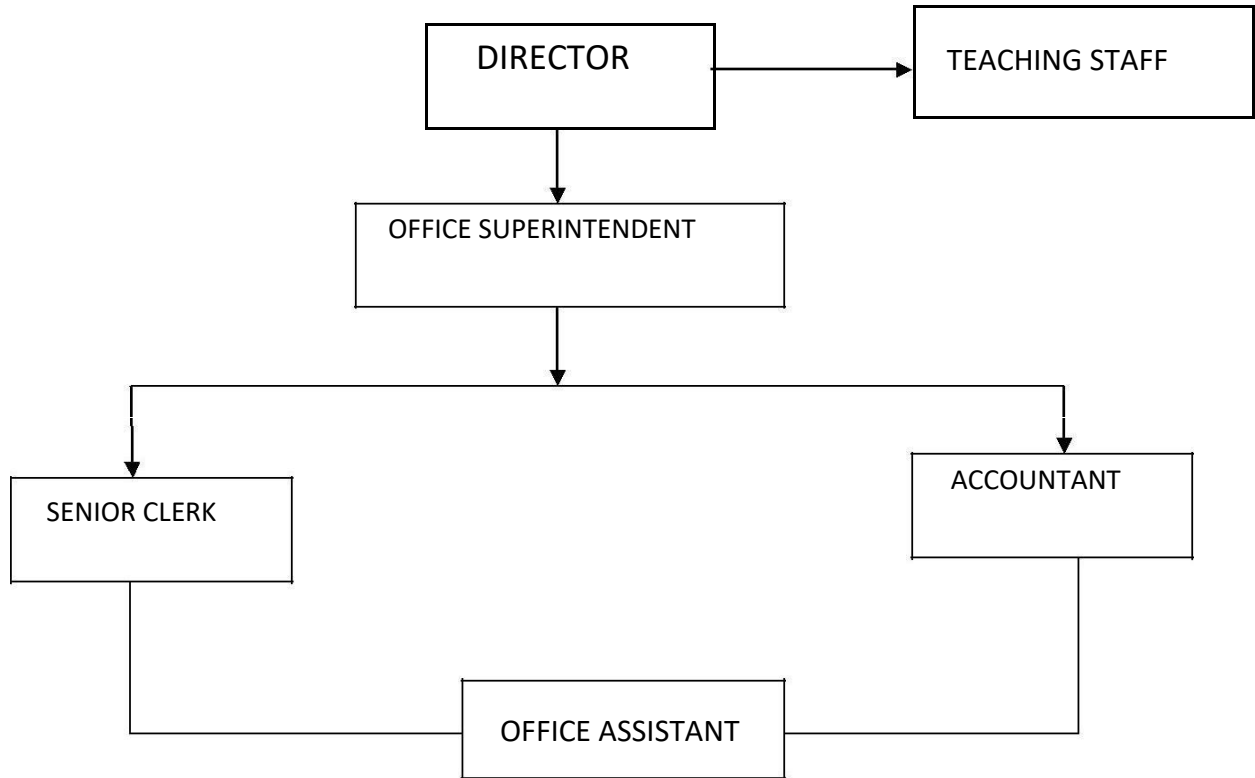 DIRECTOR
TEACHING STAFF
OFFICE SUPERINTENDENT
SENIOR CLERK
ACCOUNTANT
OFFICE ASSISTANT